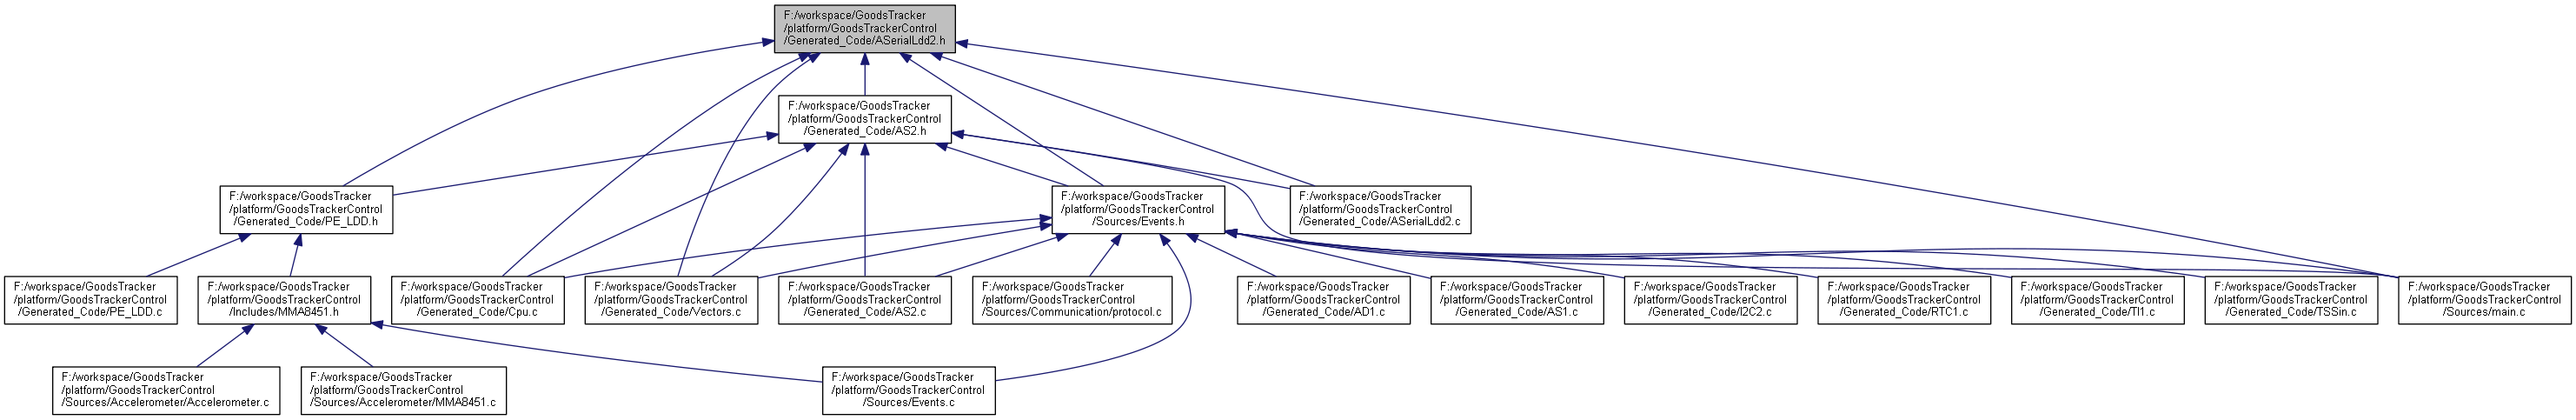 F:/workspace/GoodsTracker
/platform/GoodsTrackerControl
/Generated_Code/ASerialLdd2.h
F:/workspace/GoodsTracker
/platform/GoodsTrackerControl
/Generated_Code/AS2.h
F:/workspace/GoodsTracker
/platform/GoodsTrackerControl
/Generated_Code/PE_LDD.h
F:/workspace/GoodsTracker
/platform/GoodsTrackerControl
/Sources/Events.h
F:/workspace/GoodsTracker
/platform/GoodsTrackerControl
/Generated_Code/ASerialLdd2.c
F:/workspace/GoodsTracker
/platform/GoodsTrackerControl
/Generated_Code/PE_LDD.c
F:/workspace/GoodsTracker
/platform/GoodsTrackerControl
/Includes/MMA8451.h
F:/workspace/GoodsTracker
/platform/GoodsTrackerControl
/Generated_Code/Cpu.c
F:/workspace/GoodsTracker
/platform/GoodsTrackerControl
/Generated_Code/Vectors.c
F:/workspace/GoodsTracker
/platform/GoodsTrackerControl
/Generated_Code/AS2.c
F:/workspace/GoodsTracker
/platform/GoodsTrackerControl
/Sources/Communication/protocol.c
F:/workspace/GoodsTracker
/platform/GoodsTrackerControl
/Generated_Code/AD1.c
F:/workspace/GoodsTracker
/platform/GoodsTrackerControl
/Generated_Code/AS1.c
F:/workspace/GoodsTracker
/platform/GoodsTrackerControl
/Generated_Code/I2C2.c
F:/workspace/GoodsTracker
/platform/GoodsTrackerControl
/Generated_Code/RTC1.c
F:/workspace/GoodsTracker
/platform/GoodsTrackerControl
/Generated_Code/TI1.c
F:/workspace/GoodsTracker
/platform/GoodsTrackerControl
/Generated_Code/TSSin.c
F:/workspace/GoodsTracker
/platform/GoodsTrackerControl
/Sources/main.c
F:/workspace/GoodsTracker
/platform/GoodsTrackerControl
/Sources/Accelerometer/Accelerometer.c
F:/workspace/GoodsTracker
/platform/GoodsTrackerControl
/Sources/Accelerometer/MMA8451.c
F:/workspace/GoodsTracker
/platform/GoodsTrackerControl
/Sources/Events.c